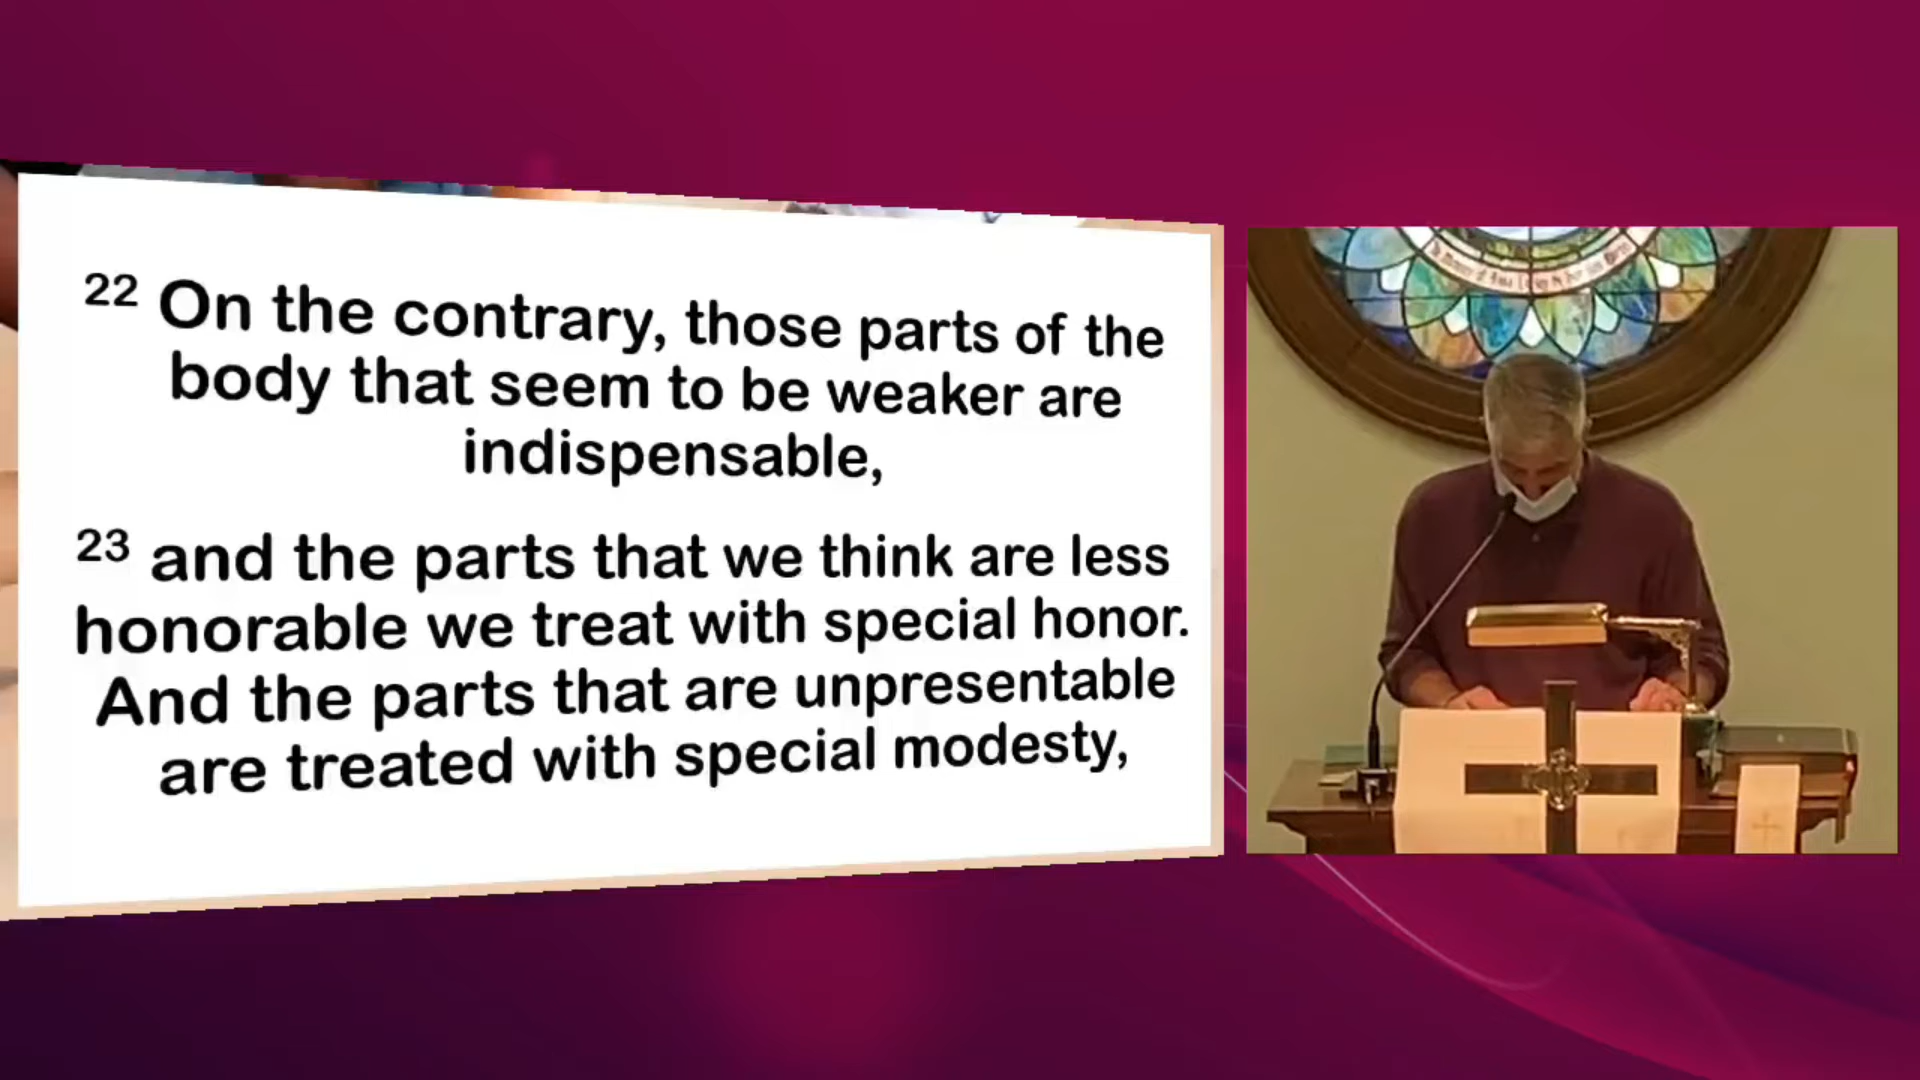 22 On the contrary, those parts of the
body that seem to be weaker are
indispensable,
23 and the parts that we think are less
honorable we treat with special honor.
And the parts that are unpresentable
are treated with special modesty,